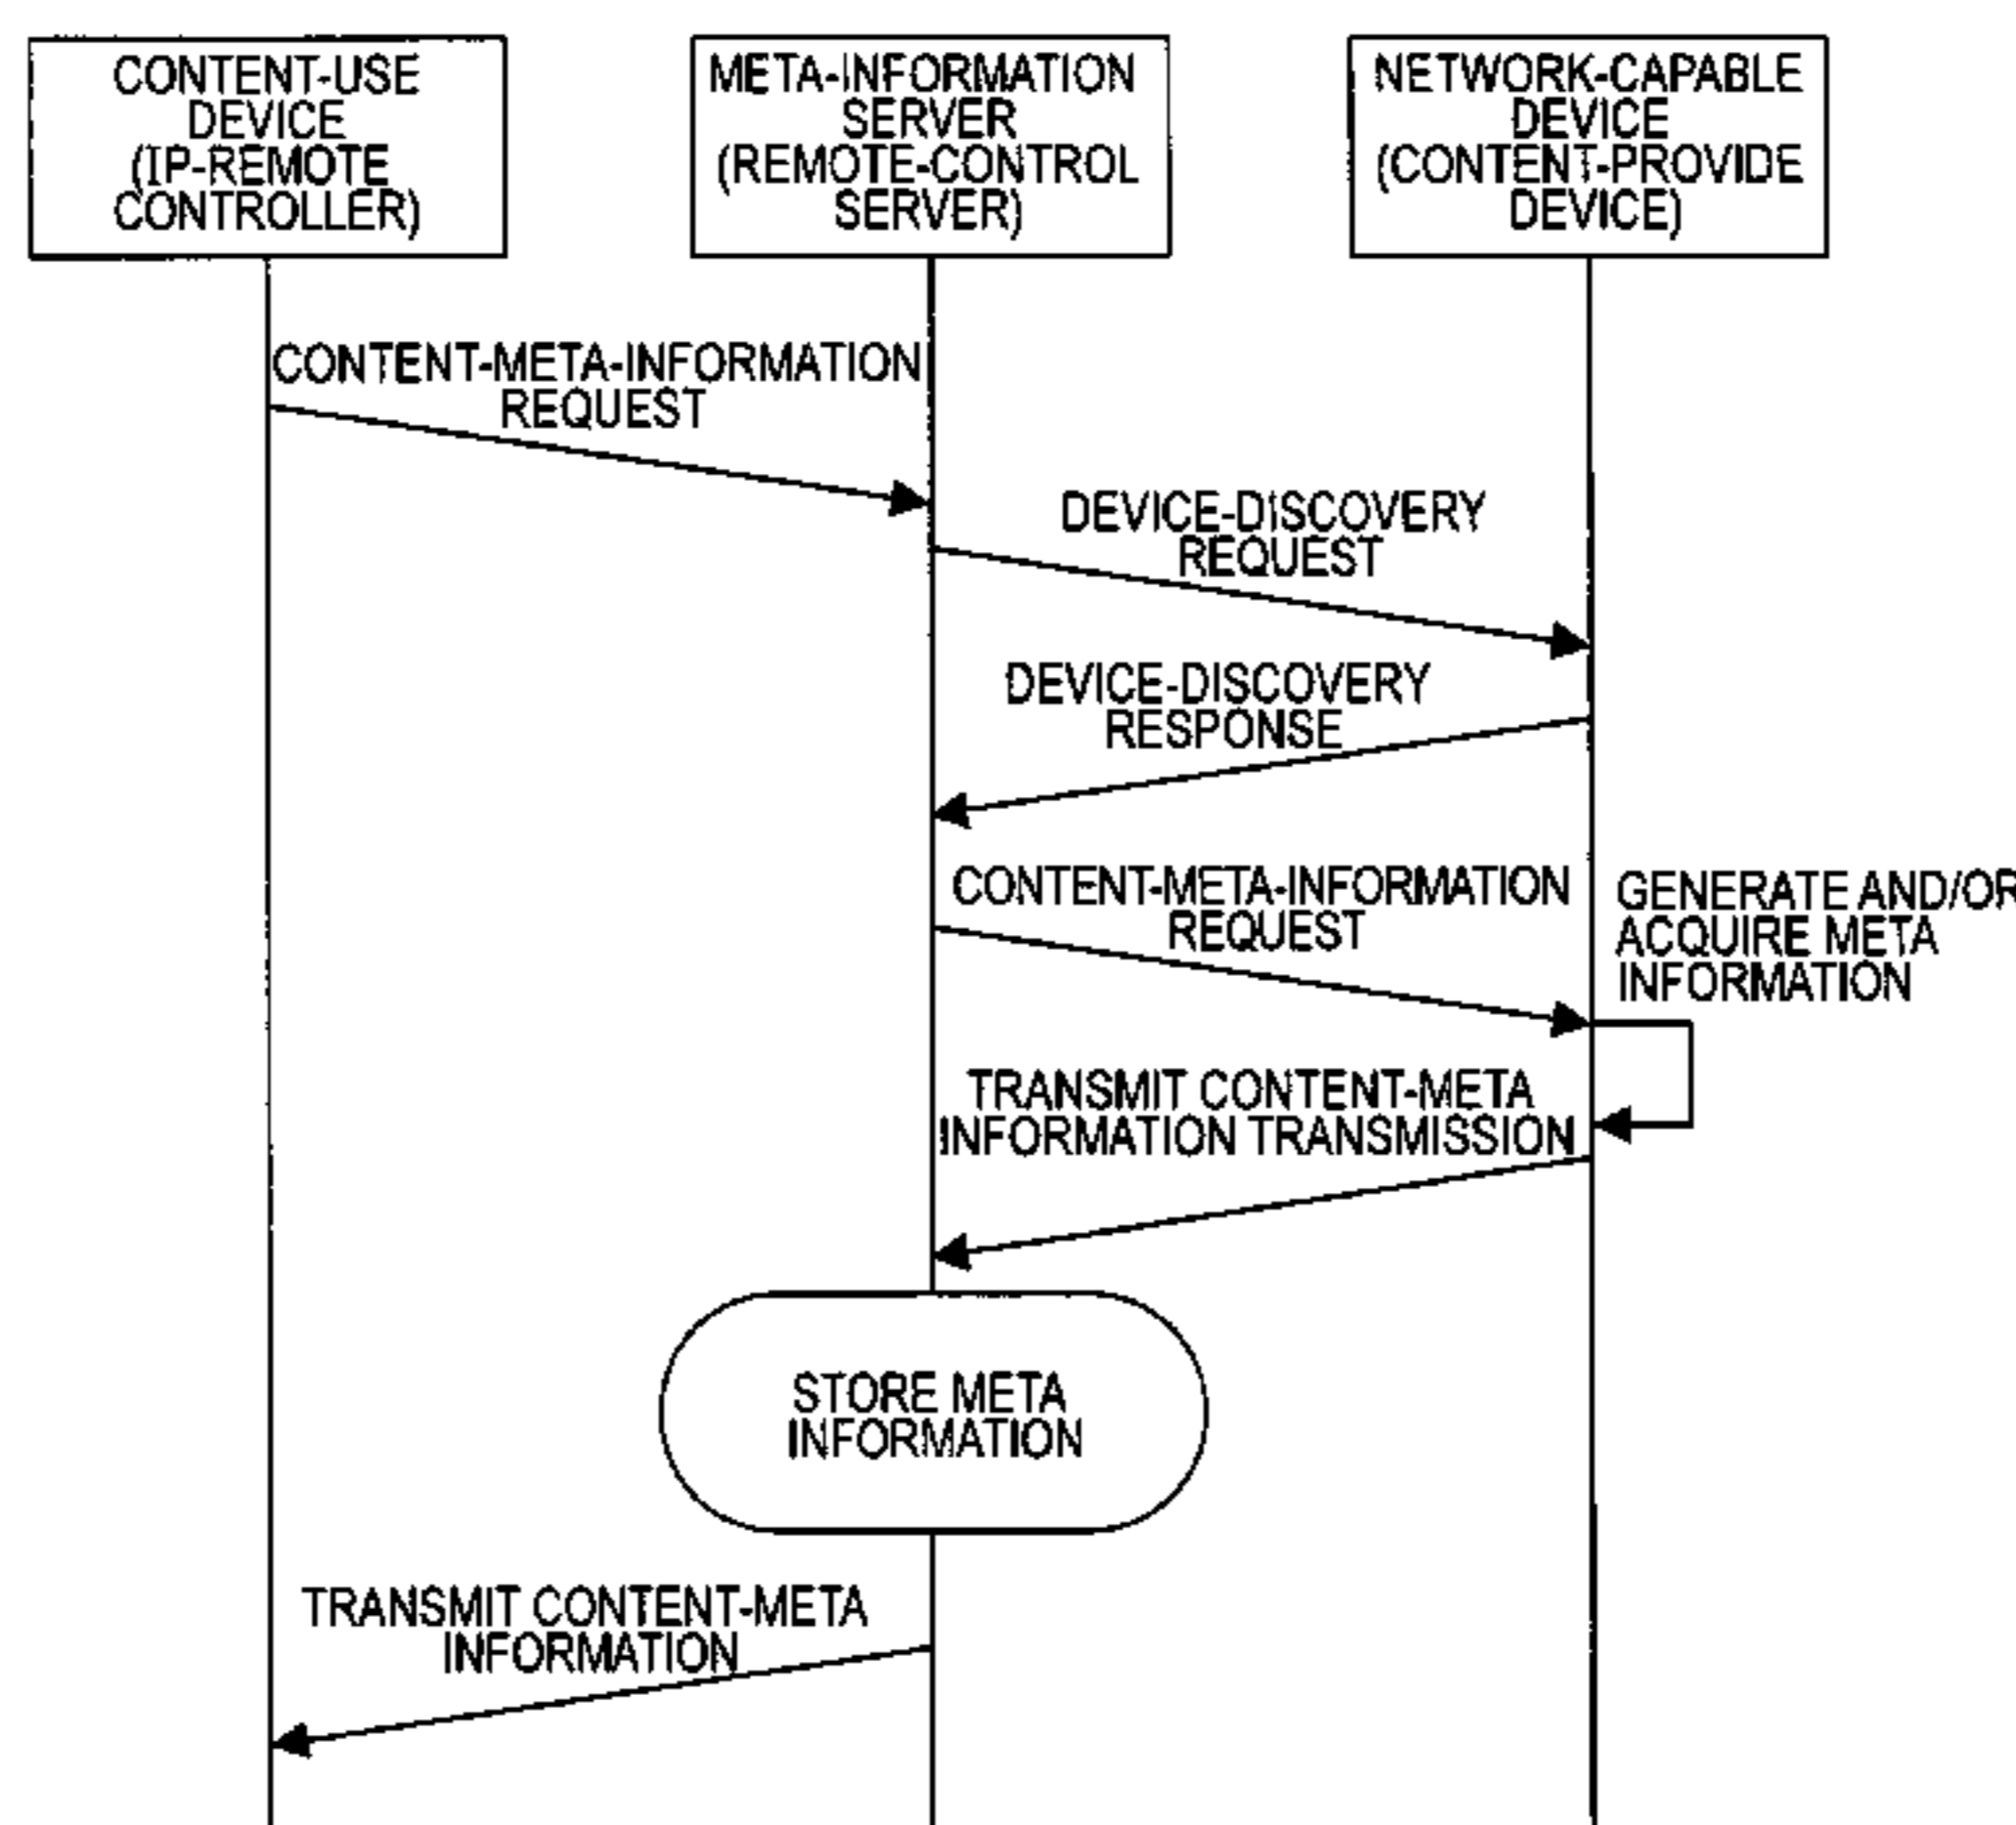 CONTENT-USE
DEVICE
(IP-REMOTE
CONTROLLER)
META-INFORMATION
SERVER
(REMOTE-CONTROL
SERVER)
NETWORK-CAPABLE
DEVICE
(CONTENT-PROVIDE
DEVICE)
CONTENT-META-INFORMATION
REQUEST
DEVICE-DISCOVERY
REQUEST
DEVICE-DISCOVERY
RESPONSE
CONTENT-META-INFORMATION
REQUEST
GENERATE AND/OR
ACQUIRE META
INFORMATION
TRANSMIT CONTENT-META
INFORMATION TRANSMISSION
STORE META
INFORMATION
TRANSMIT CONTENT-META
INFORMATION